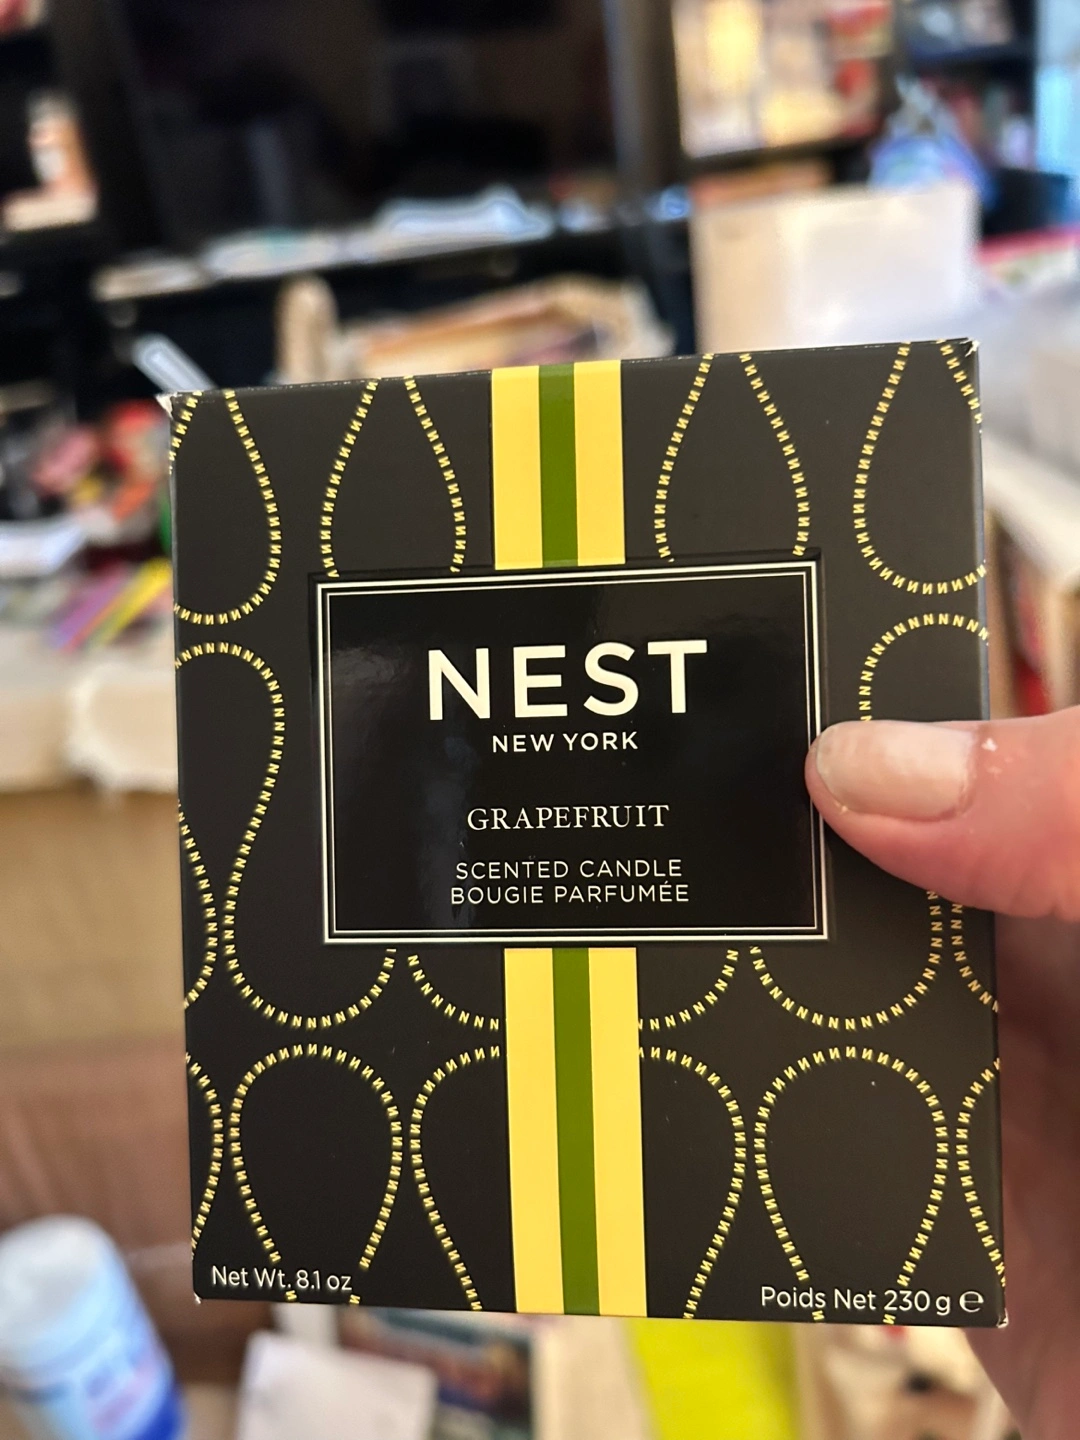 NEST
NEW YORK
GRAPEFRUIT
SCENTED CANDLE
BOUGIE PARFUMÉE
Net Wt. 8.1 oz
Poids Net 230 g ℮